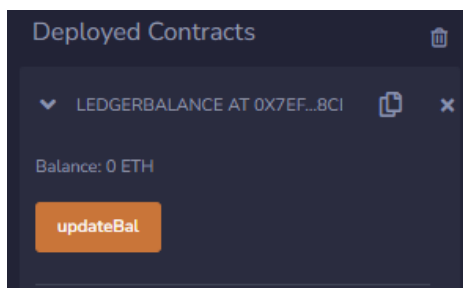 Deployed Contracts
LEDGERBALANCE AT 0X7EF...8CI
Balance: 0 ETH
updateBal